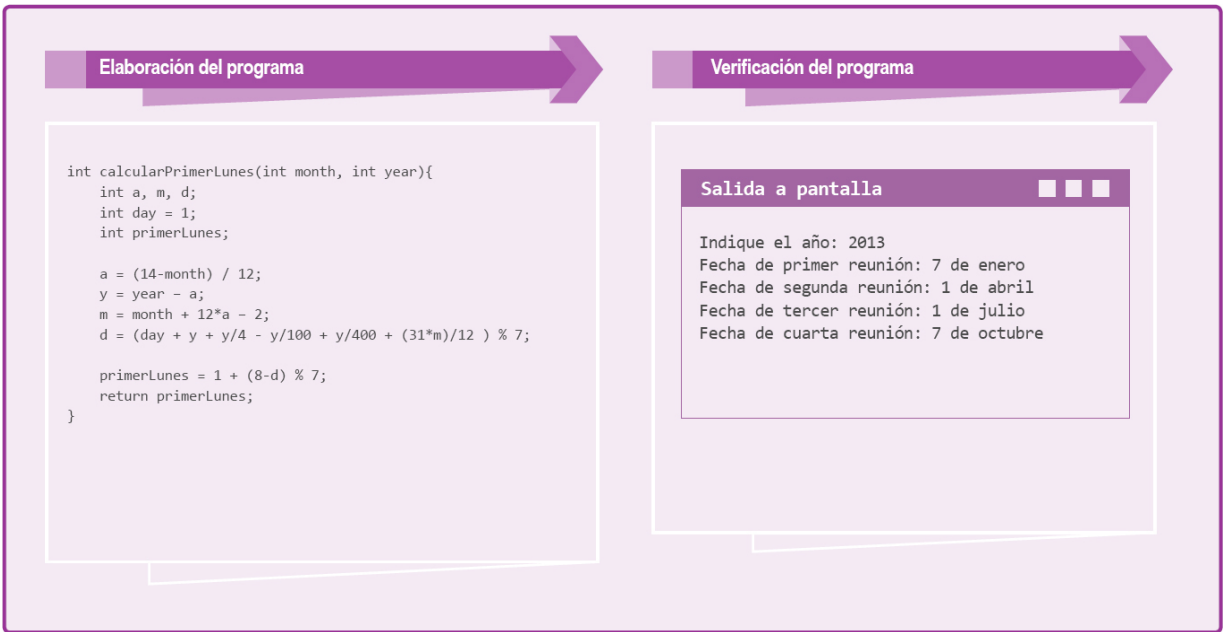 Elaboración del programa
int calcularPrimerLunes(int month, int year){
    int a, m, d;
    int day = 1;
    int primerLunes;
    a = (14-month) / 12;
    y = year – a;
    m = month + 12*a – 2;
    d = (day + y + y/4 - y/100 + y/400 + (31*m)/12 ) % 7;
    primerLunes = 1 + (8-d) % 7;
    return primerLunes;
}
Verificación del programa
Salida a pantalla
Indique el año: 2013
Fecha de primer reunión: 7 de enero
Fecha de segunda reunión: 1 de abril
Fecha de tercer reunión: 1 de julio
Fecha de cuarta reunión: 7 de octubre